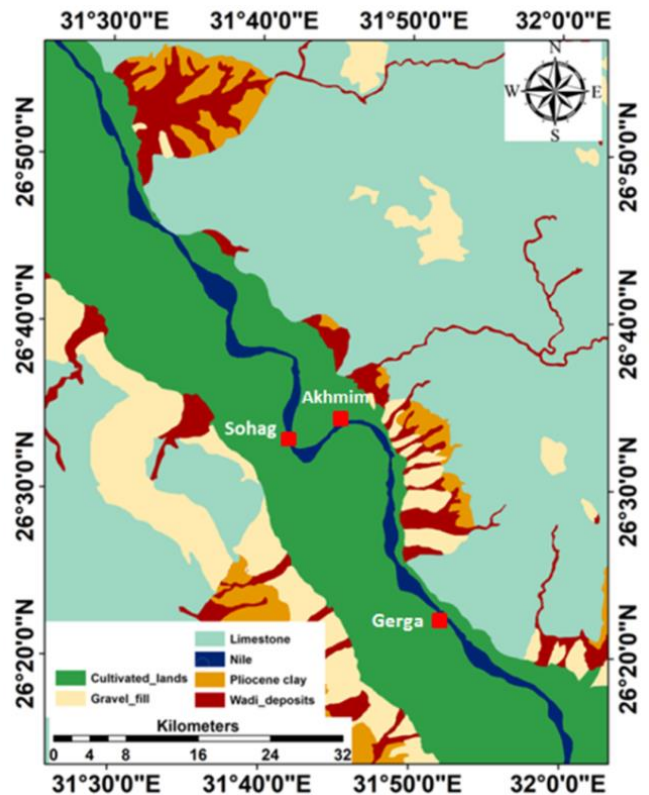 31°30'0"E 31°40'0"E 31°50'0"E 32°0'0"E
N
W E
S
26°50'0"N 26°50'0"N
26°40'0"N 26°40'0"N
Akhmim
Sohag
26°30'0"N 26°30'0"N
Gerga
26°20'0"N 26°20'0"N
Limestone
Nile
Cultivated_lands Pliocene clay
Gravel_fill Wadi_deposits
Kilometers
0 4 8 16 24 32
31°30'0"E 31°40'0"E 31°50'0"E 32°0'0"E